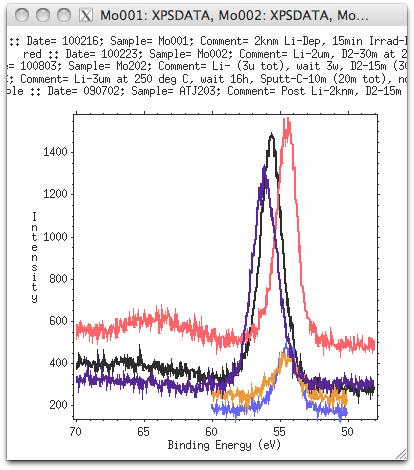 Mo001: XPSDATA, Mo002: XPSDATA, Mo...
:: Date= 100216; Sample= Mo001; Comment= 2knm Li-Dep, 15min Irrad-D
red :: Date= 100223; Sample= Mo002; Comment= Li-2um, D2-30m at 2
= 100803; Sample= Mo202; Comment= Li- (3u tot), wait 3w, D2-15m (30
; Comment= Li-3um at 250 deg C, wait 16h, Sputt-C-10m (20m tot), no
ple :: Date= 090702; Sample= ATJ203; Comment= Post Li-2knm, D2-15m
1400
1200
1000
800
600
400
200
Intensity
70 65 60 55 50
Binding Energy (eV)